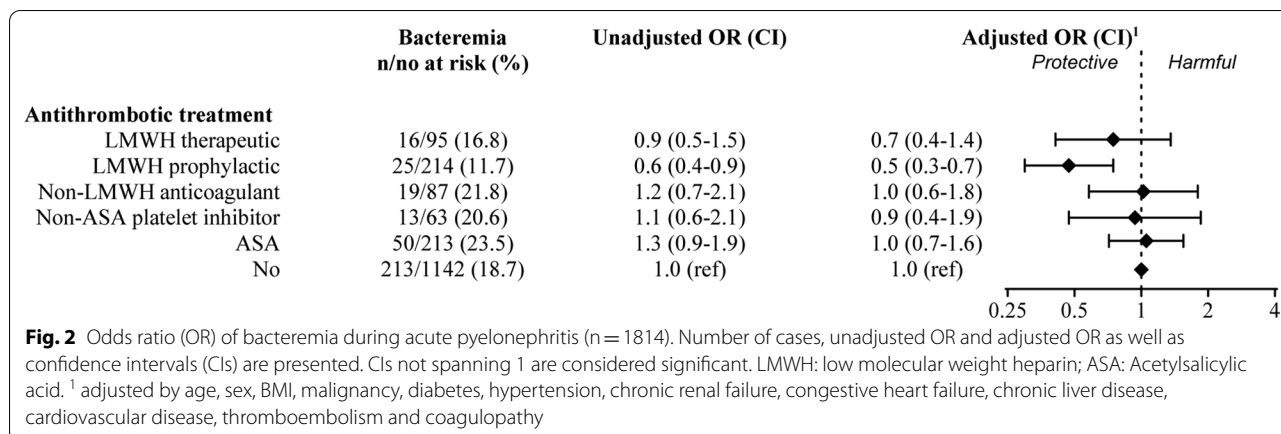 Bacteremia Unadjusted OR (CI) Adjusted OR (CI)¹
n/no at risk (%) Protective Harmful
Antithrombotic treatment
LMWH therapeutic 16/95 (16.8) 0.9 (0.5-1.5) 0.7 (0.4-1.4)
LMWH prophylactic 25/214 (11.7) 0.6 (0.4-0.9) 0.5 (0.3-0.7)
Non-LMWH anticoagulant 19/87 (21.8) 1.2 (0.7-2.1) 1.0 (0.6-1.8)
Non-ASA platelet inhibitor 13/63 (20.6) 1.1 (0.6-2.1) 0.9 (0.4-1.9)
ASA 50/213 (23.5) 1.3 (0.9-1.9) 1.0 (0.7-1.6)
No 213/1142 (18.7) 1.0 (ref) 1.0 (ref)
0.25 0.5 1 2 4
Fig. 2 Odds ratio (OR) of bacteremia during acute pyelonephritis (n = 1814). Number of cases, unadjusted OR and adjusted OR as well as
confidence intervals (CIs) are presented. CIs not spanning 1 are considered significant. LMWH: low molecular weight heparin; ASA: Acetylsalicylic
acid. ¹ adjusted by age, sex, BMI, malignancy, diabetes, hypertension, chronic renal failure, congestive heart failure, chronic liver disease,
cardiovascular disease, thromboembolism and coagulopathy